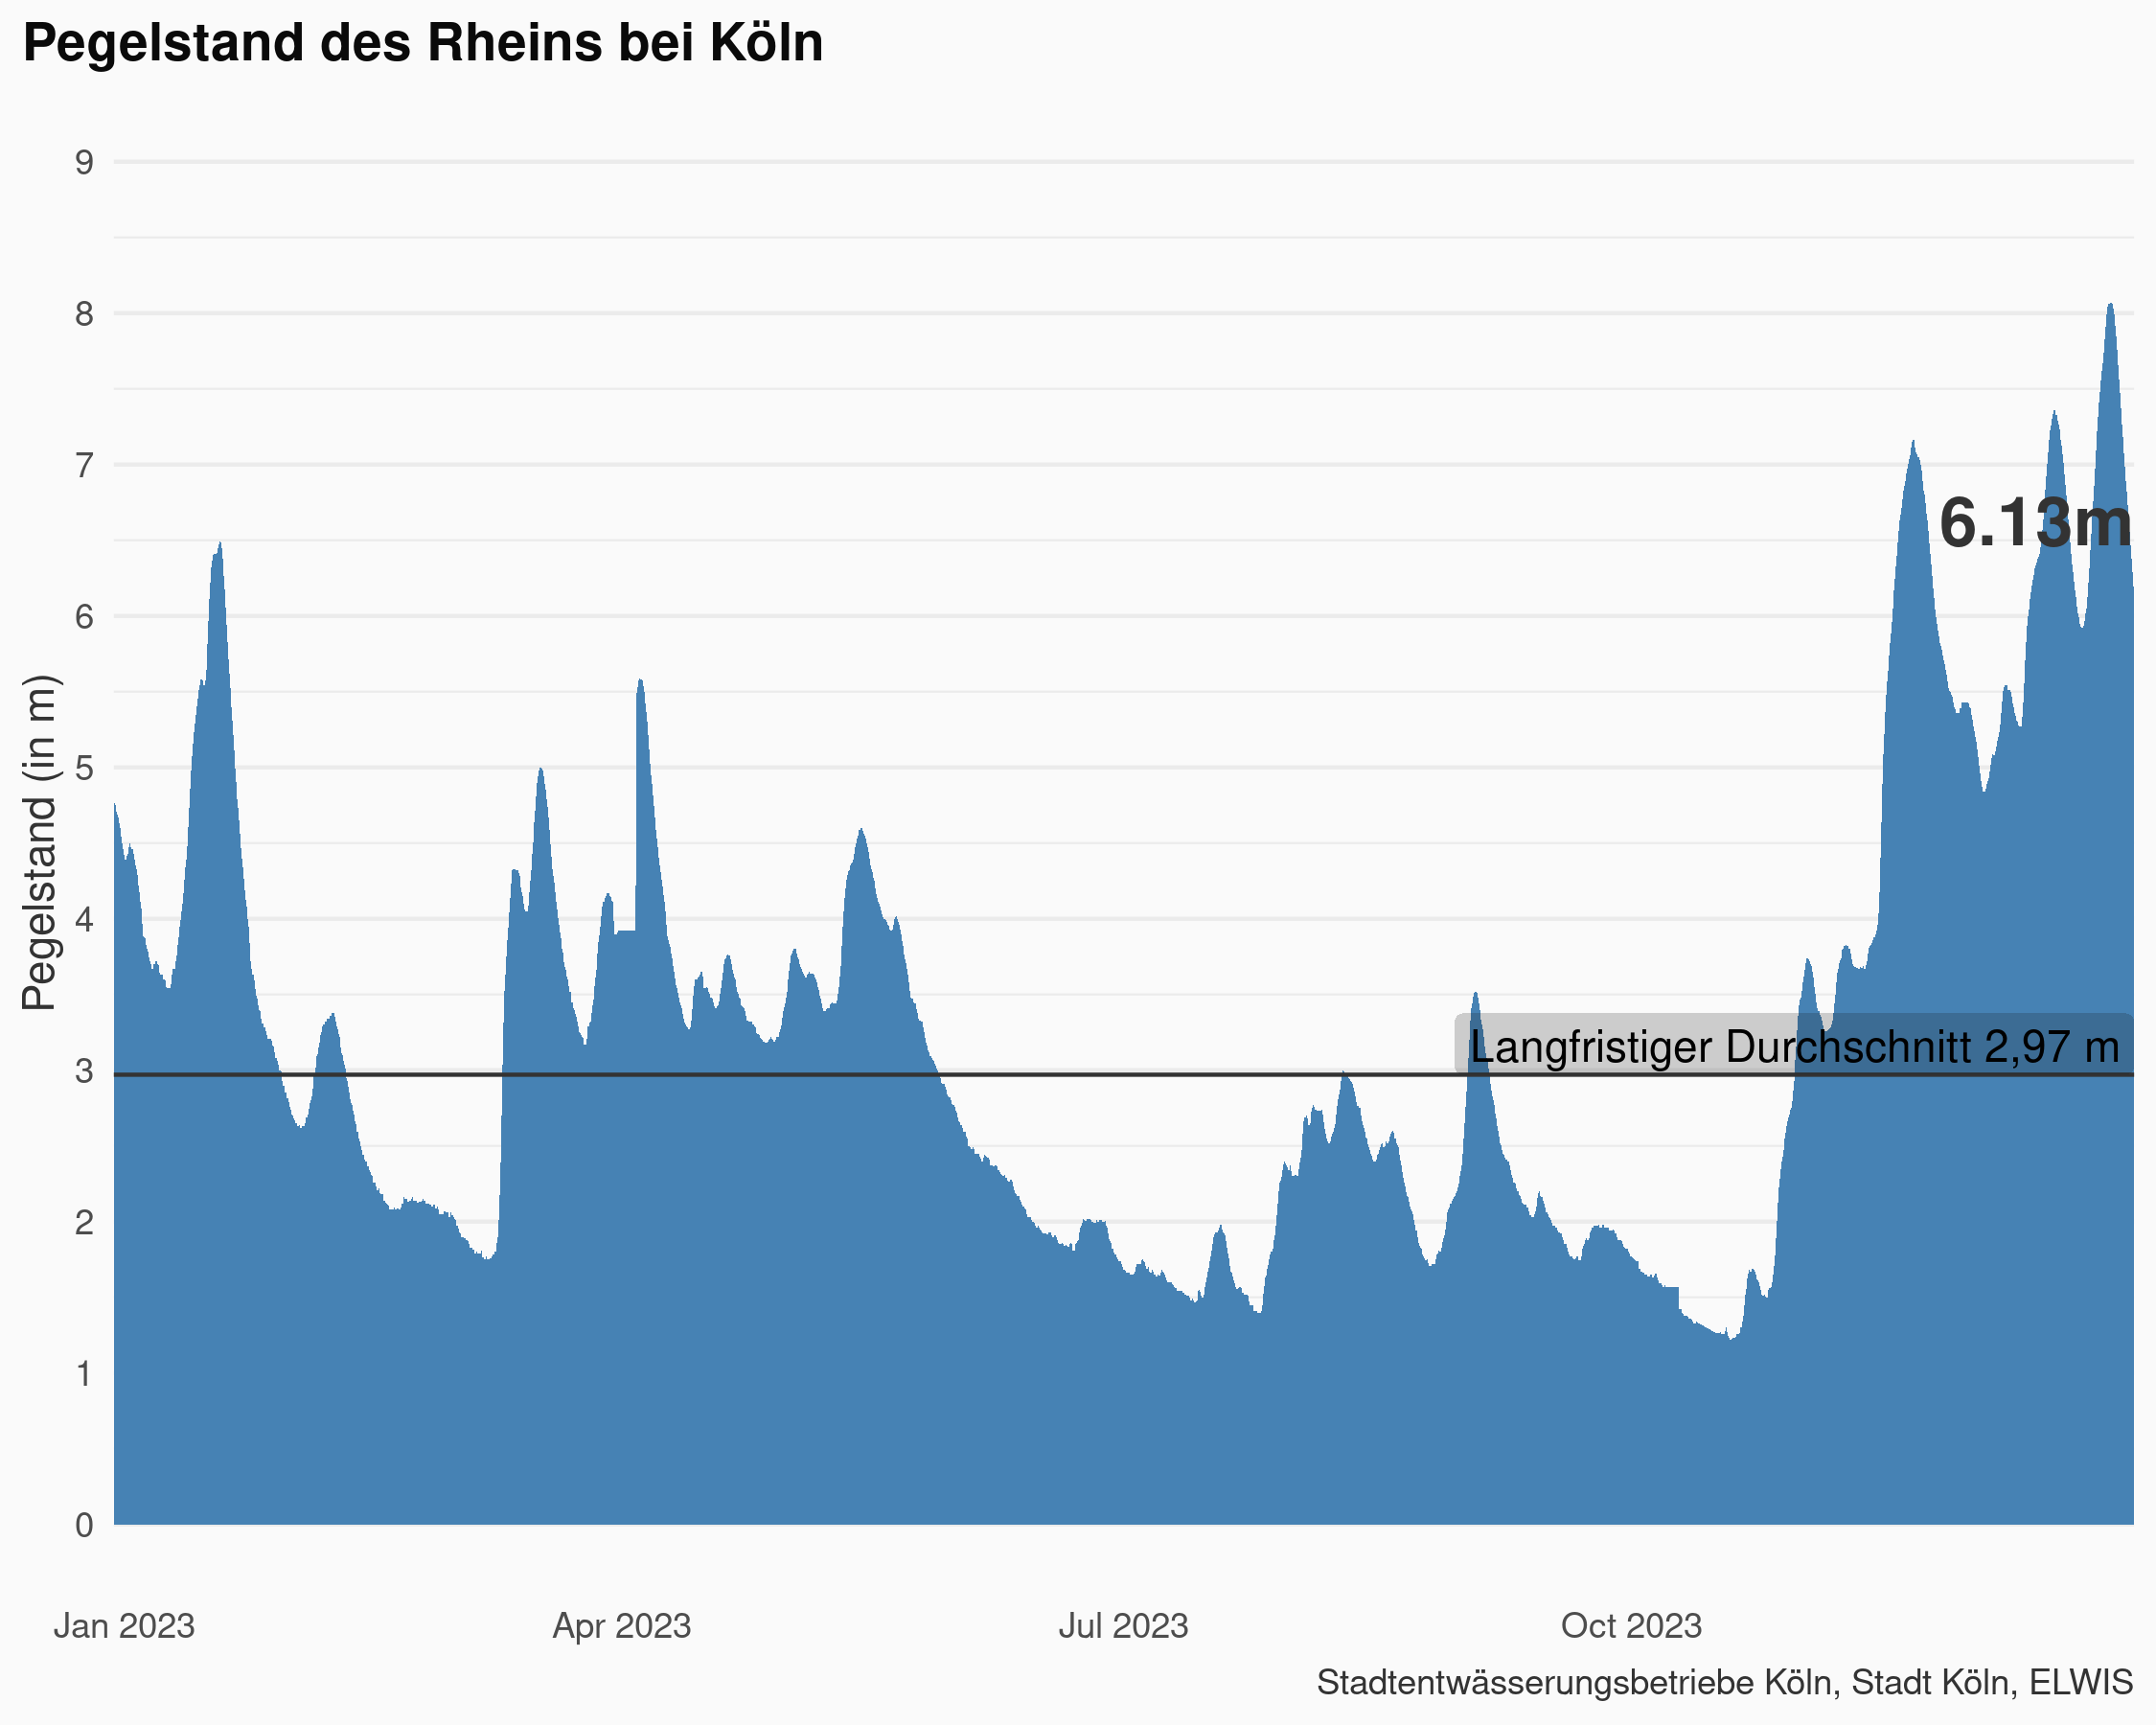 Pegelstand des Rheins bei Köln
9
8
7
6.13m
6
5
Pegelstand (in m)
4
Langfristiger Durchschnitt 2,97 m
3
2
1
0
Jan 2023 Apr 2023 Jul 2023 Oct 2023
Stadtentwässerungsbetriebe Köln, Stadt Köln, ELWIS